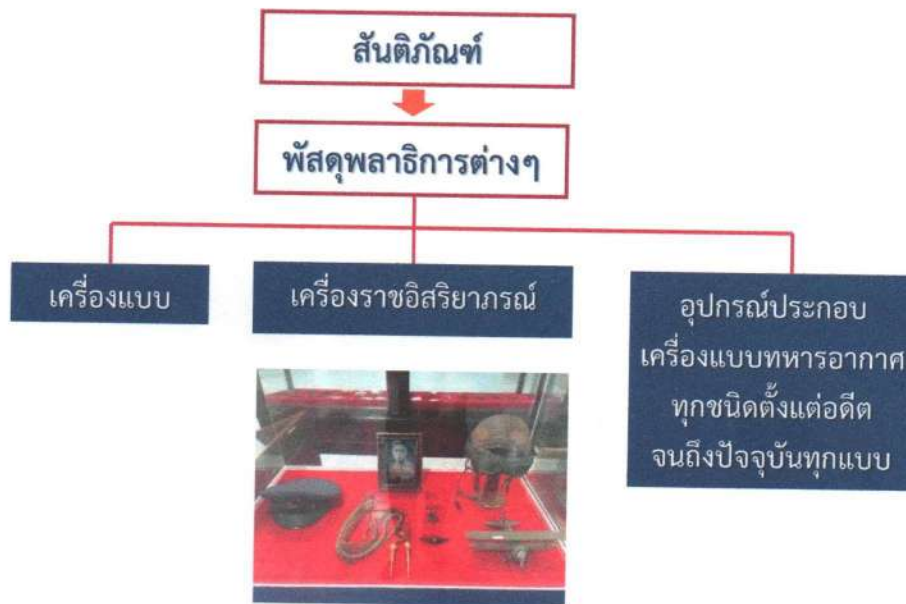 สันติภัณฑ์
พัสดุพลาธิการต่างๆ
เครื่องแบบ
เครื่องราชอิสริยาภรณ์
อุปกรณ์ประกอบ
เครื่องแบบทหารอากาศ
ทุกชนิดตั้งแต่อดีต
จนถึงปัจจุบันทุกแบบ